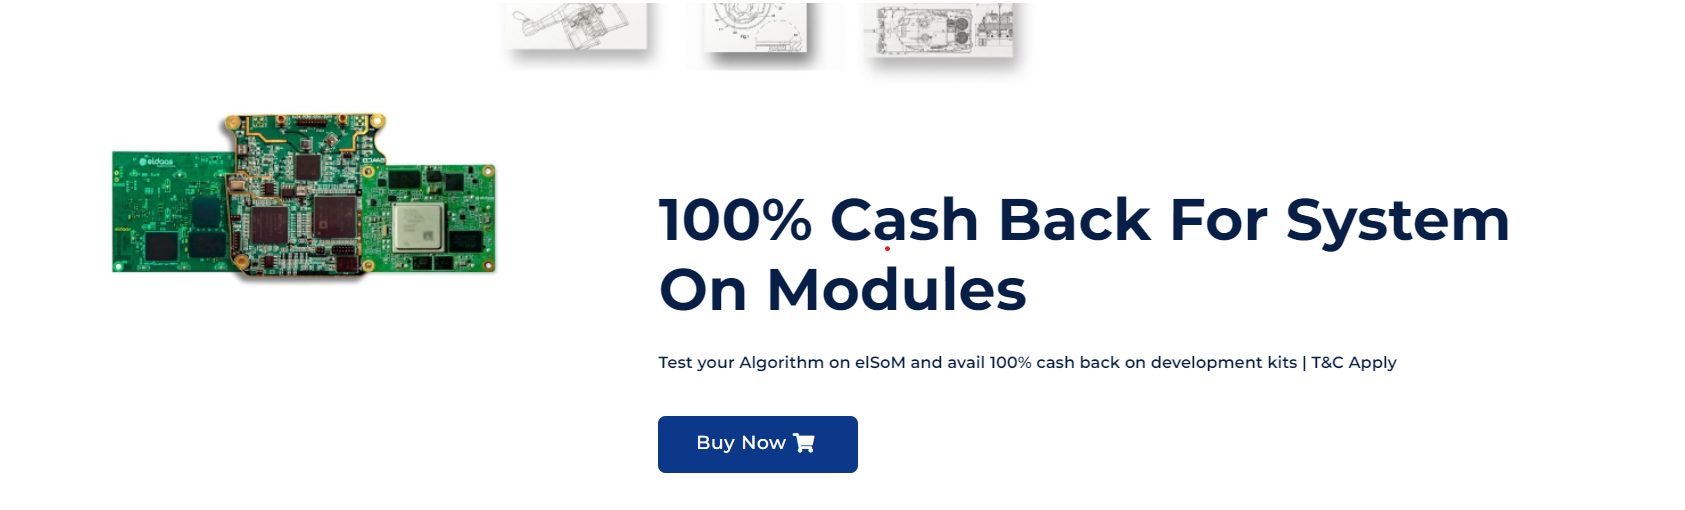 eldaas
100% Cash Back For System
On Modules
Test your Algorithm on elSoM and avail 100% cash back on development kits | T&C Apply
Buy Now